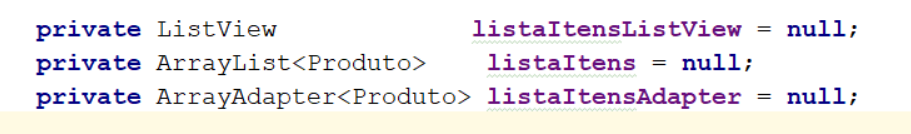 private ListView listaItensListView = null;
private ArrayList<Produto> listaItens = null;
private ArrayAdapter<Produto> listaItensAdapter = null;